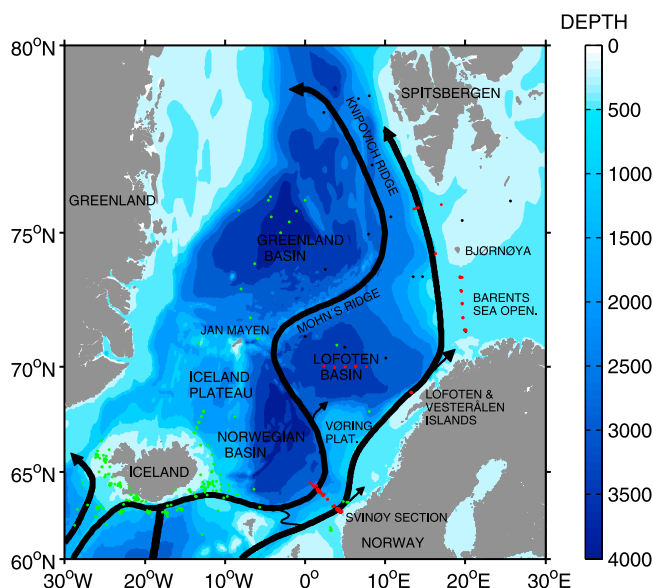 DEPTH
80°N
75°N
70°N
65°N
60°N
30°W
20°W
10°W
0°
10°E
20°E
30°E
0
500
1000
1500
2000
2500
3000
3500
4000
SPITSBERGEN
KNIPOVICH RIDGE
GREENLAND
GREENLAND
BASIN
BJØRNØYA
MOHN´S RIDGE
BARENTS
SEA OPEN.
JAN MAYEN
LOFOTEN
BASIN
ICELAND
PLATEAU
LOFOTEN &
VESTERÅLEN
ISLANDS
VØRING
PLAT.
NORWEGIAN
BASIN
ICELAND
SVINØY SECTION
NORWAY